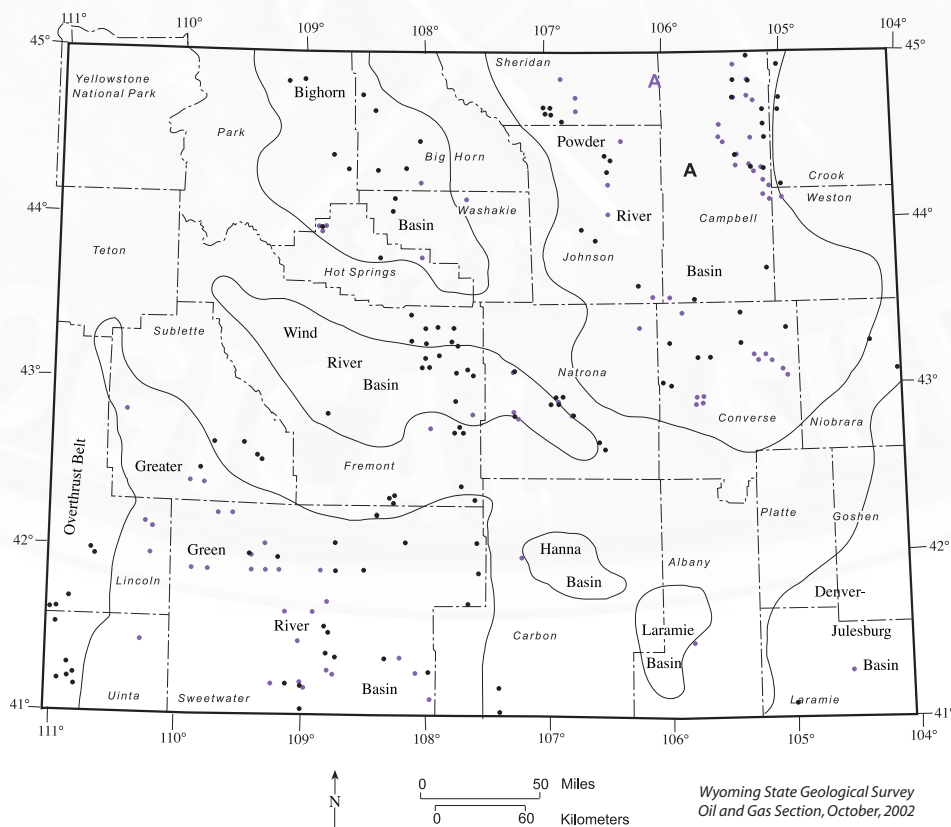 111° 110° 109° 108° 107° 106° 105° 104°
45° 45°
Sheridan
Yellowstone
National Park
A
Bighorn
Park
Powder
Big Horn
A
Crook
Weston
44° 44°
Washakie
River
Campbell
Basin
Teton
Johnson
Hot Springs
Basin
Sublette
Wind
River
Basin
Natrona
43° 43°
Converse
Niobrara
Overthrust Belt
Greater
Fremont
Platte
Goshen
42° 42°
Green
Hanna
Basin
Albany
Lincoln
Denver-
Julesburg
Basin
River
Carbon
Laramie
Basin
Uinta
Sweetwater
Basin
Laramie
41° 41°
111° 110° 109° 108° 107° 106° 105° 104°
N
0 50 Miles
0 60 Kilometers
Wyoming State Geological Survey
Oil and Gas Section, October, 2002